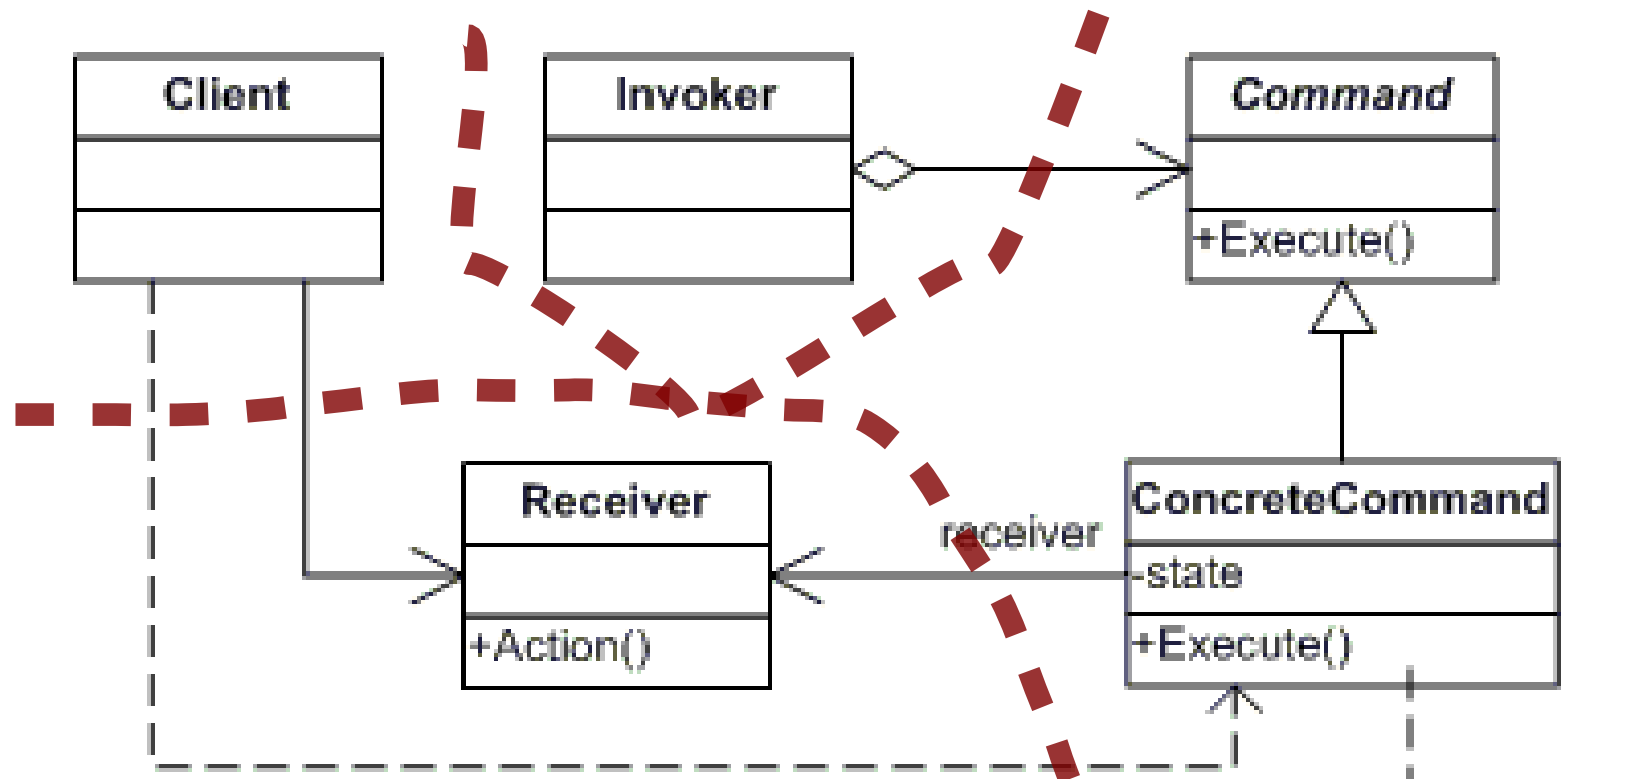 Client
Invoker
Command
+Execute()
Receiver
+Action()
receiver
ConcreteCommand
-state
+Execute()